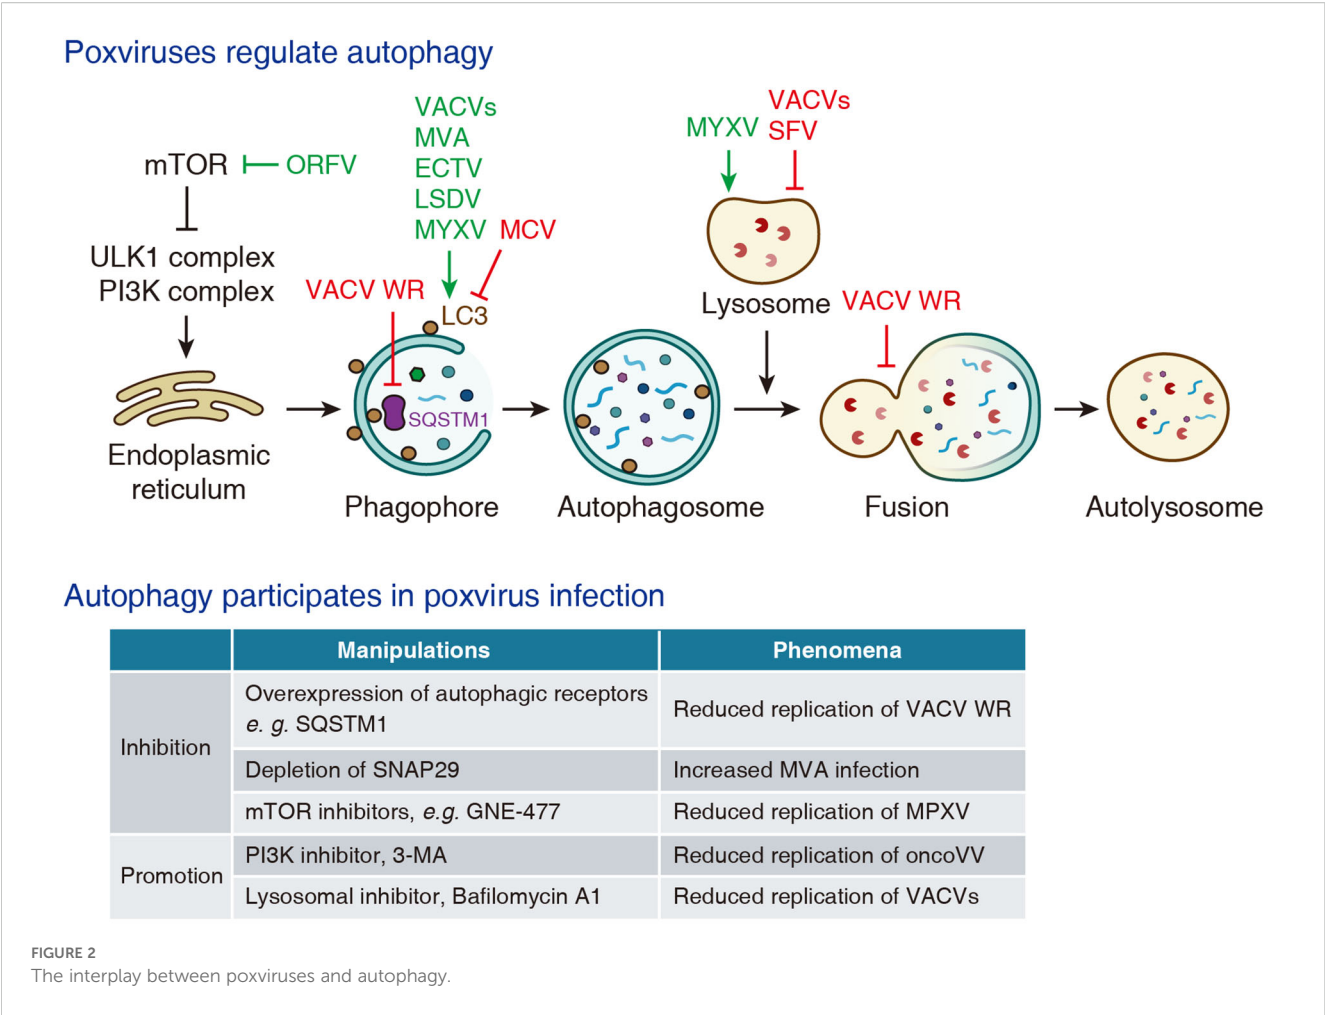 Poxviruses regulate autophagy
VACVs
MVA
ECTV
LSDV
MYXV
MCV
mTOR
ORFV
ULK1 complex
PI3K complex
VACV WR
LC3
SQSTM1
MYXV
VACVs
SFV
Lysosome
VACV WR
Endoplasmic
reticulum
Phagophore
Autophagosome
Fusion
Autolysosome
Autophagy participates in poxvirus infection
Manipulations
Phenomena
Inhibition
Overexpression of autophagic receptors
e. g. SQSTM1
Reduced replication of VACV WR
Depletion of SNAP29
Increased MVA infection
mTOR inhibitors, e.g. GNE-477
Reduced replication of MPXV
Promotion
PI3K inhibitor, 3-MA
Reduced replication of oncoVV
Lysosomal inhibitor, Bafilomycin A1
Reduced replication of VACVs
FIGURE 2
The interplay between poxviruses and autophagy.